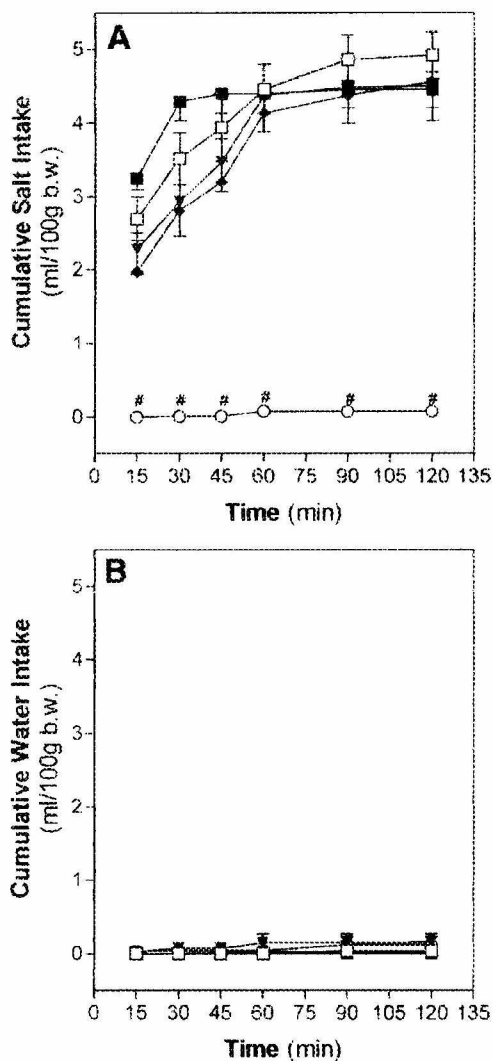 A
Cumulative Salt Intake
(ml/100g b.w.)
5
4
3
2
1
0
# # # # # #
0 15 30 45 60 75 90 105 120 135
Time (min)
B
Cumulative Water Intake
(ml/100g b.w.)
5
4
3
2
1
0
0 15 30 45 60 75 90 105 120 135
Time (min)